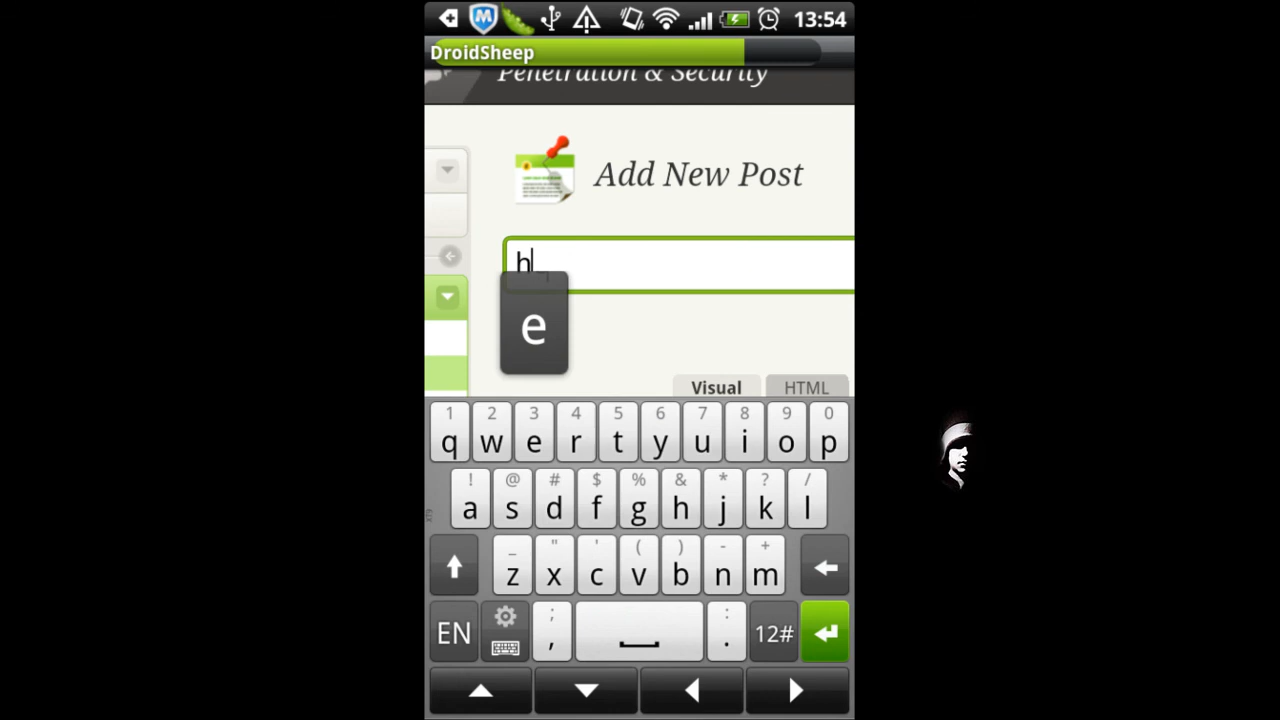 13:54
DroidSheep
Penetration & Security
Add New Post
h
e
Visual HTML
1 2 3 4 5 6 7 8 9 0
q w e r t y u i o p
! @ # $ % & * ? /
a s d f g h j k l
_ " ' ( ) - +
z x c v b n m
EN ; , : . 12#